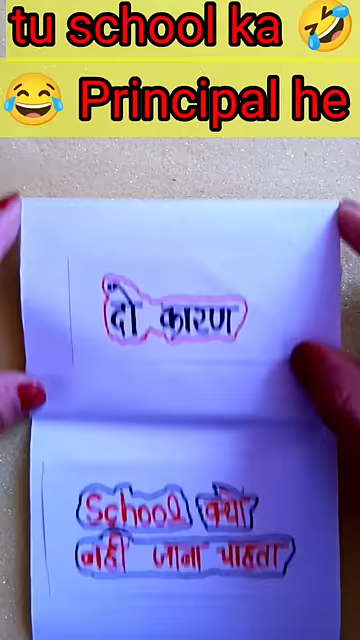 tu school ka 🤣
😂 Principal he
दो कारण
School क्यो
नही जाना चाहता